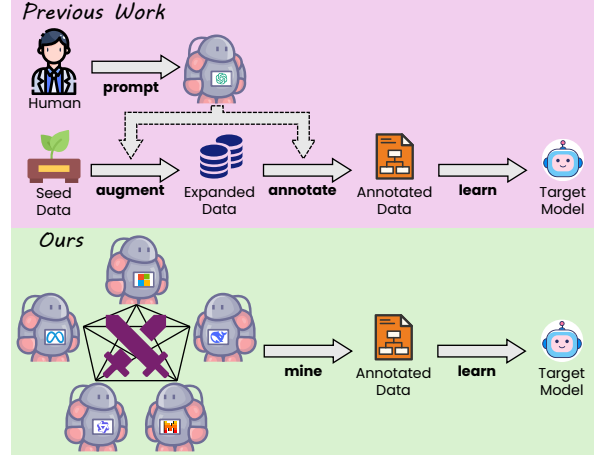 Previous Work
prompt
Human
augment
annotate
learn
Seed
Data
Expanded
Data
Annotated
Data
Target
Model
Ours
mine
learn
Annotated
Data
Target
Model